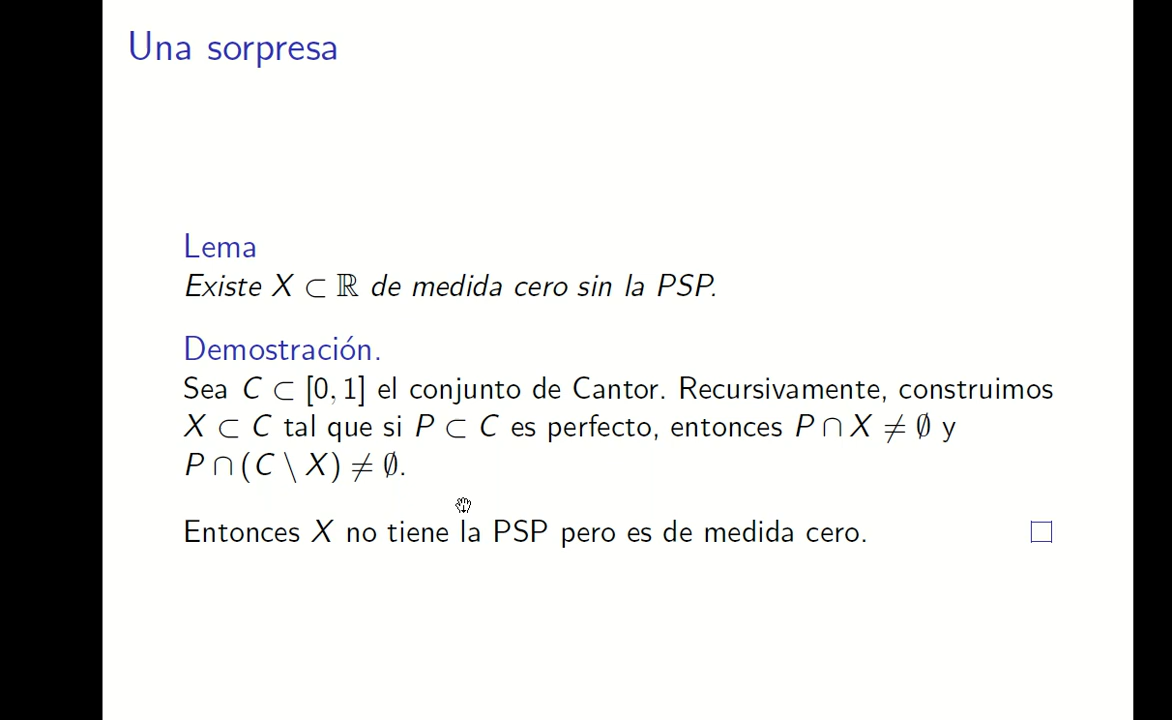 Una sorpresa
Lema
Existe X ⊂ ℝ de medida cero sin la PSP.
Demostración.
Sea C ⊂ [0, 1] el conjunto de Cantor. Recursivamente, construimos
X ⊂ C tal que si P ⊂ C es perfecto, entonces P ∩ X ≠ ∅ y
P ∩ (C \ X) ≠ ∅.
Entonces X no tiene la PSP pero es de medida cero.